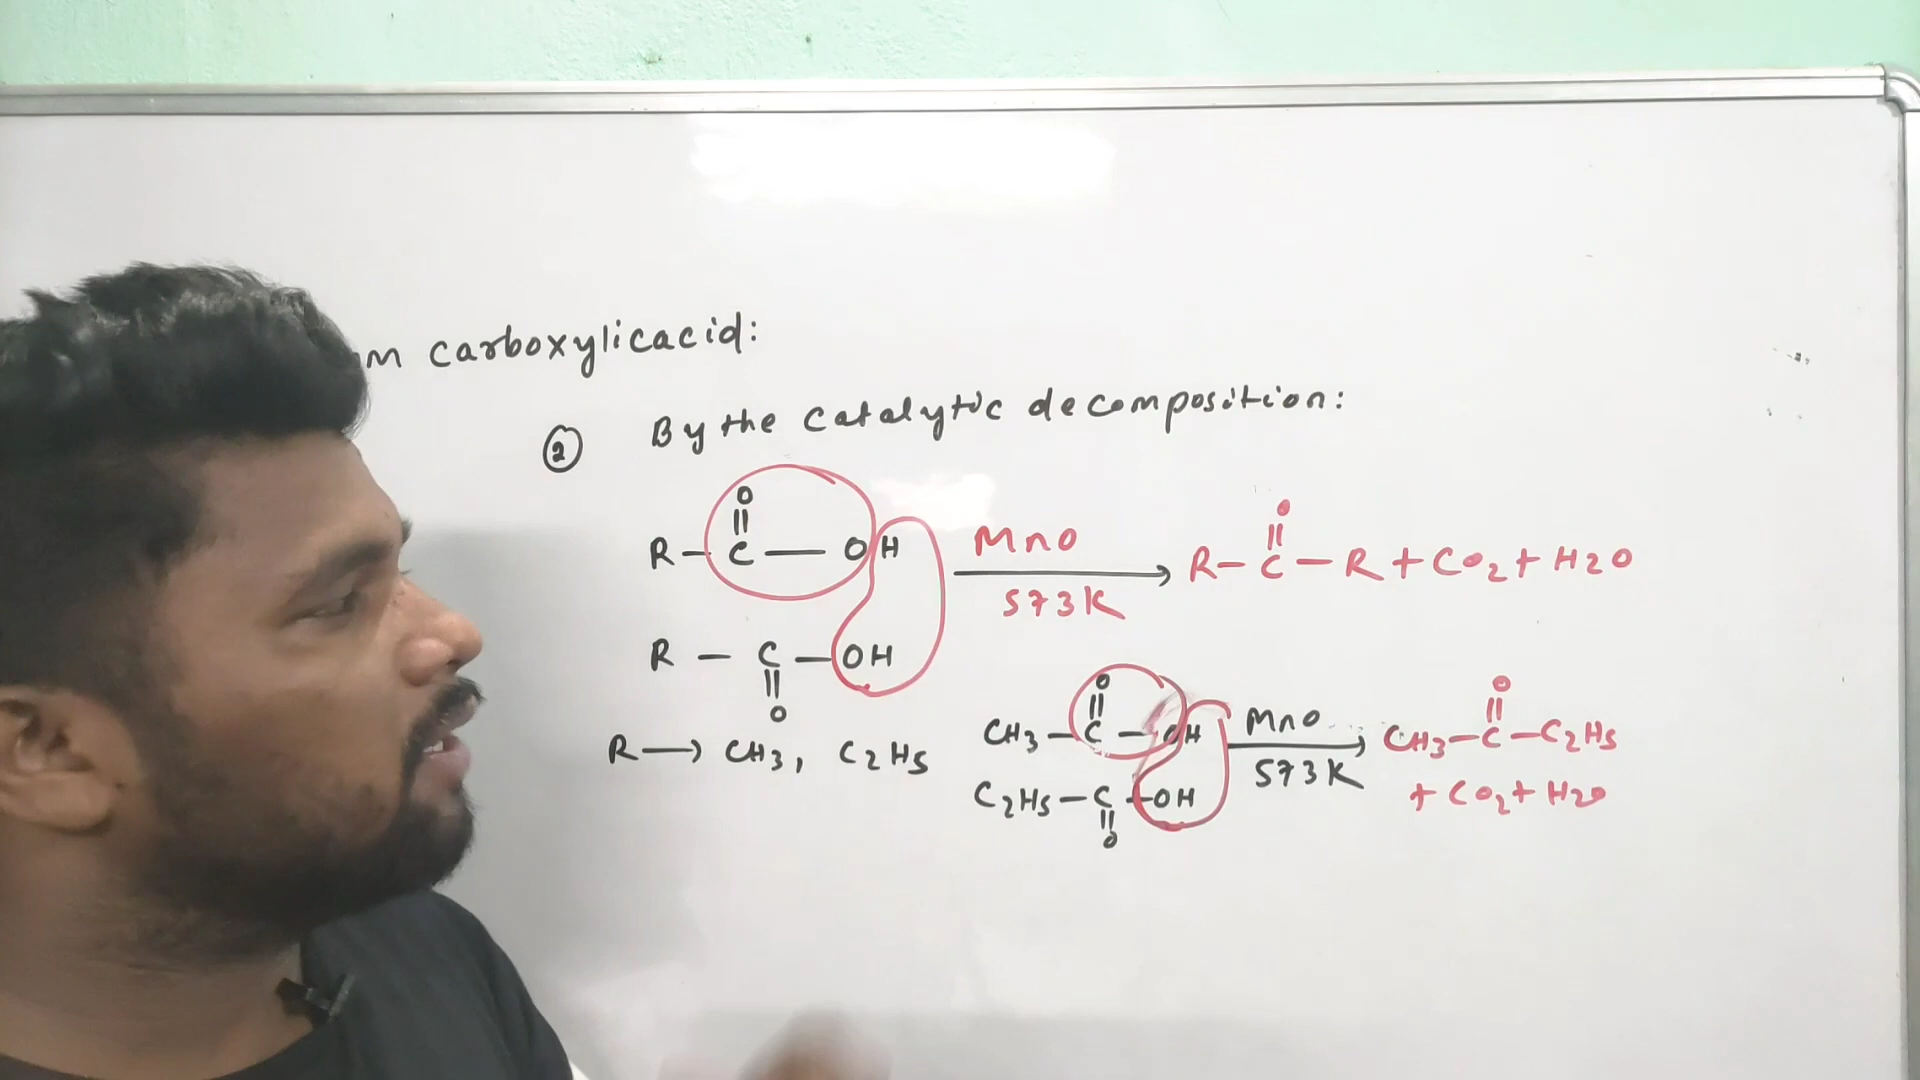 m carboxylicacid:
② By the catalytic decomposition:
O
||
R – C — OH MnO
573K
O
||
R – C – R + CO2 + H2O
R – C – OH
||
O
R → CH3, C2H5
O
||
CH3 – C – OH MnO
573K
O
||
CH3 – C – C2H5
+ CO2 + H2O
C2H5 – C – OH
||
O